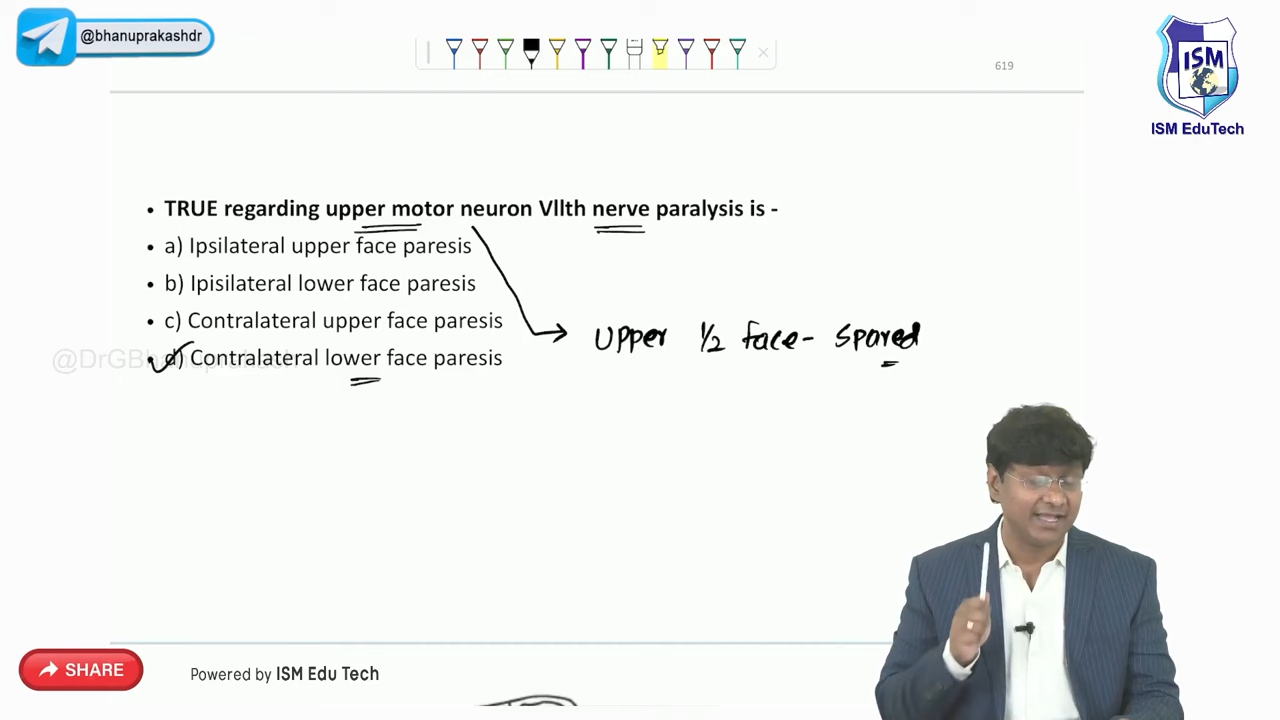 @bhanuprakashdr
619
ISM
ISM EduTech
• TRUE regarding upper motor neuron Vllth nerve paralysis is -
• a) Ipsilateral upper face paresis
• b) Ipisilateral lower face paresis
• c) Contralateral upper face paresis
Upper 1/2 face- spared
@DrGBhanuprakash
• d) Contralateral lower face paresis
SHARE
Powered by ISM Edu Tech